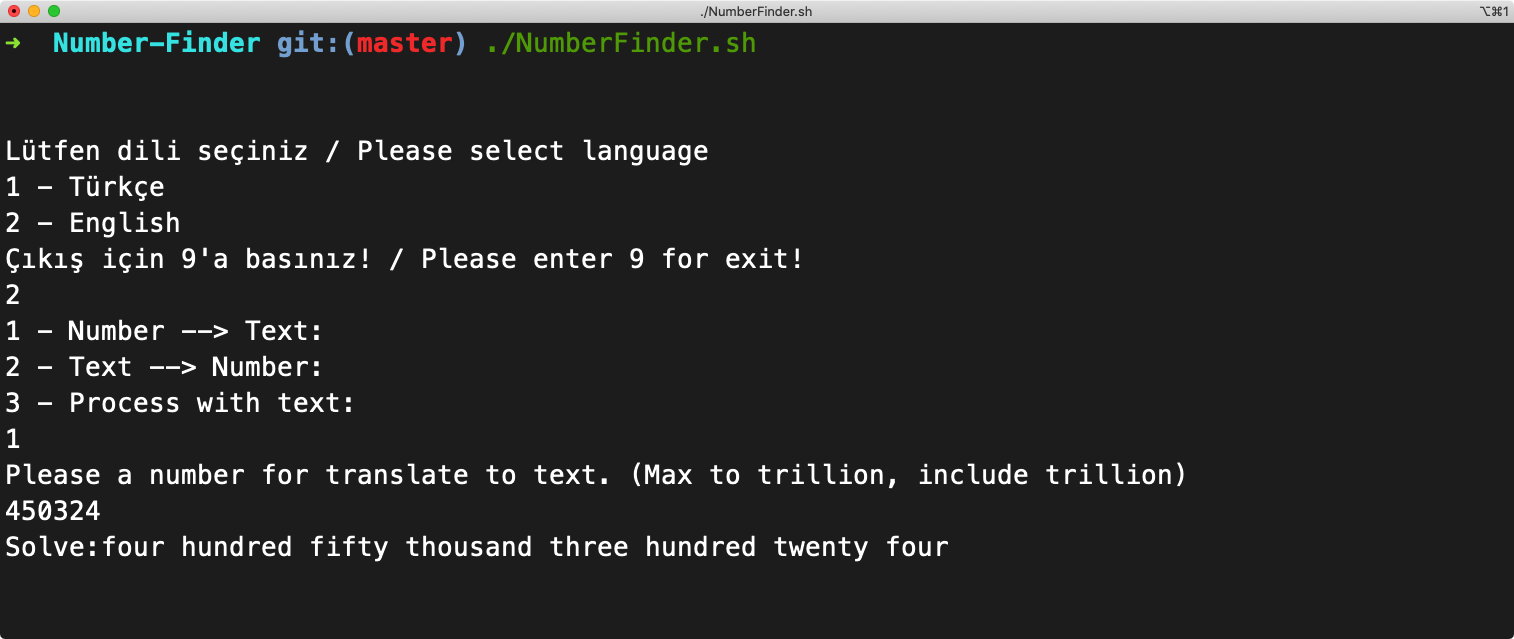 ./NumberFinder.sh
⌥⌘1
➜  Number-Finder git:(master) ./NumberFinder.sh
Lütfen dili seçiniz / Please select language
1 - Türkçe
2 - English
Çıkış için 9'a basınız! / Please enter 9 for exit!
2
1 - Number --> Text:
2 - Text --> Number:
3 - Process with text:
1
Please a number for translate to text. (Max to trillion, include trillion)
450324
Solve:four hundred fifty thousand three hundred twenty four